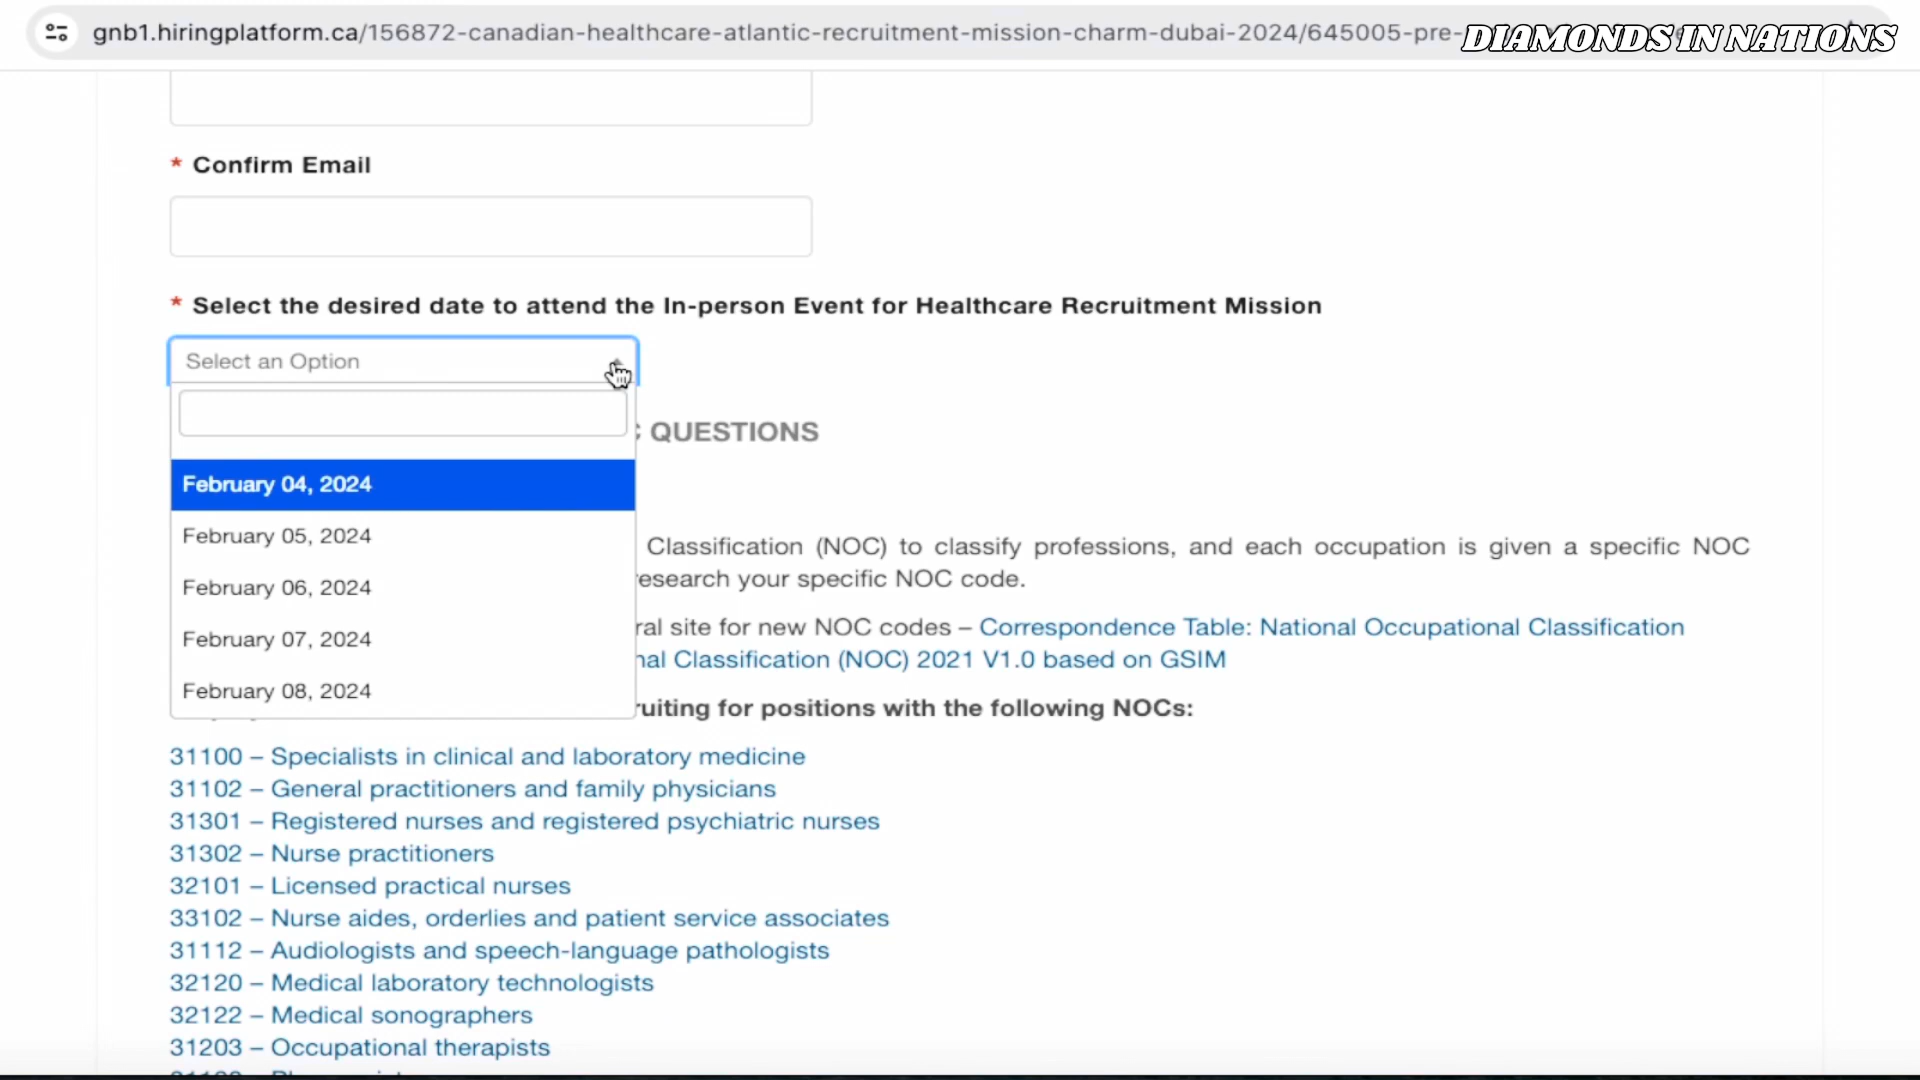 gnb1.hiringplatform.ca/156872-canadian-healthcare-atlantic-recruitment-mission-charm-dubai-2024/645005-pre-
DIAMONDS IN NATIONS
* Confirm Email
* Select the desired date to attend the In-person Event for Healthcare Recruitment Mission
Select an Option
QUESTIONS
February 04, 2024
February 05, 2024
Classification (NOC) to classify professions, and each occupation is given a specific NOC
February 06, 2024
your specific NOC code.
February 07, 2024
site for new NOC codes – Correspondence Table: National Occupational Classification
Classification (NOC) 2021 V1.0 based on GSIM
February 08, 2024
for positions with the following NOCs:
31100 – Specialists in clinical and laboratory medicine
31102 – General practitioners and family physicians
31301 – Registered nurses and registered psychiatric nurses
31302 – Nurse practitioners
32101 – Licensed practical nurses
33102 – Nurse aides, orderlies and patient service associates
31112 – Audiologists and speech-language pathologists
32120 – Medical laboratory technologists
32122 – Medical sonographers
31203 – Occupational therapists